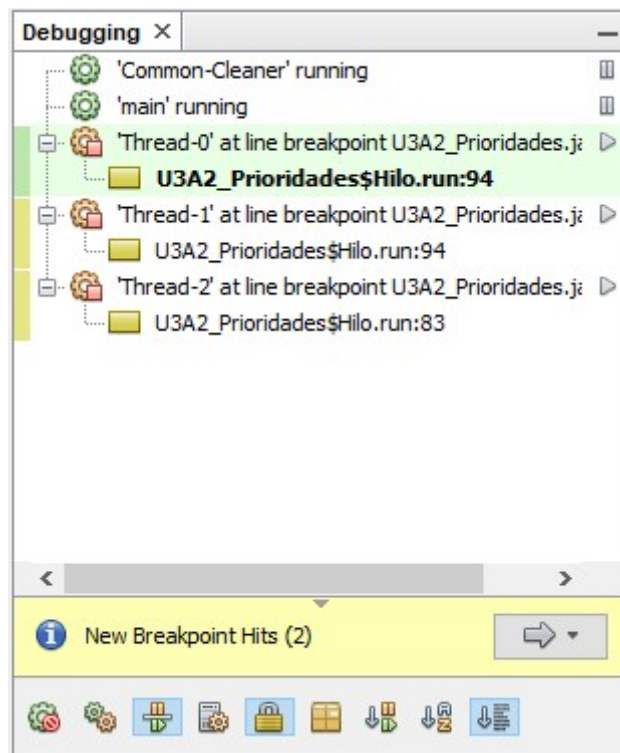 Debugging
'Common-Cleaner' running
'main' running
'Thread-0' at line breakpoint U3A2_Prioridades.ja
U3A2_Prioridades$Hilo.run:94
'Thread-1' at line breakpoint U3A2_Prioridades.ja
U3A2_Prioridades$Hilo.run:94
'Thread-2' at line breakpoint U3A2_Prioridades.ja
U3A2_Prioridades$Hilo.run:83
New Breakpoint Hits (2)